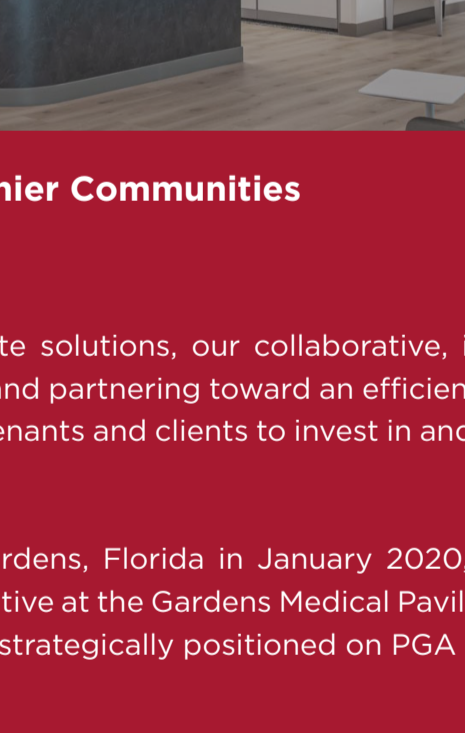 nier Communities
te solutions, our collaborative,
and partnering toward an efficien
enants and clients to invest in and
rdens, Florida in January 2020,
tive at the Gardens Medical Pavil
strategically positioned on PGA